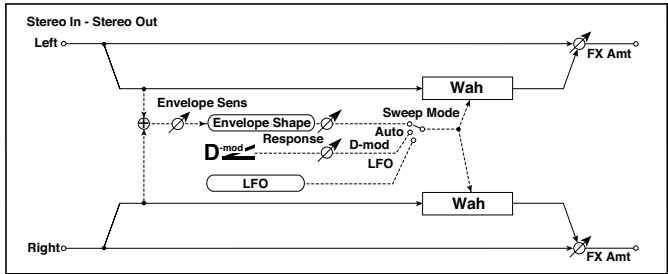 Stereo In - Stereo Out
Left
FX Amt
Wah
Envelope Sens
Sweep Mode
Envelope Shape
Auto
Response
D-mod
D-mod
LFO
LFO
Wah
Right
FX Amt